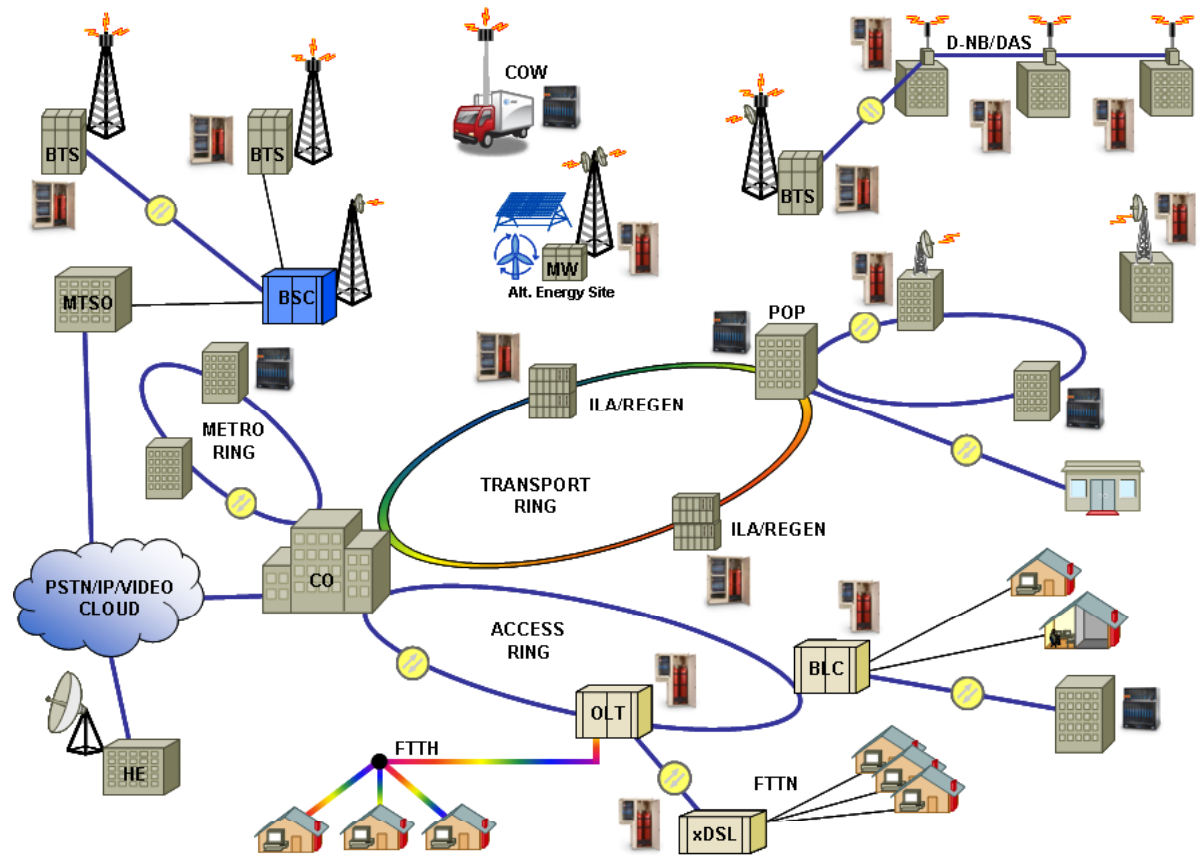 D-NB/DAS
COW
BTS
BTS
BTS
MW
Alt. Energy Site
MTSO
BSC
POP
ILA/REGEN
METRO
RING
TRANSPORT
RING
ILA/REGEN
CO
PSTN/IP/VIDEO
CLOUD
ACCESS
RING
BLC
OLT
FTTH
HE
FTTN
xDSL